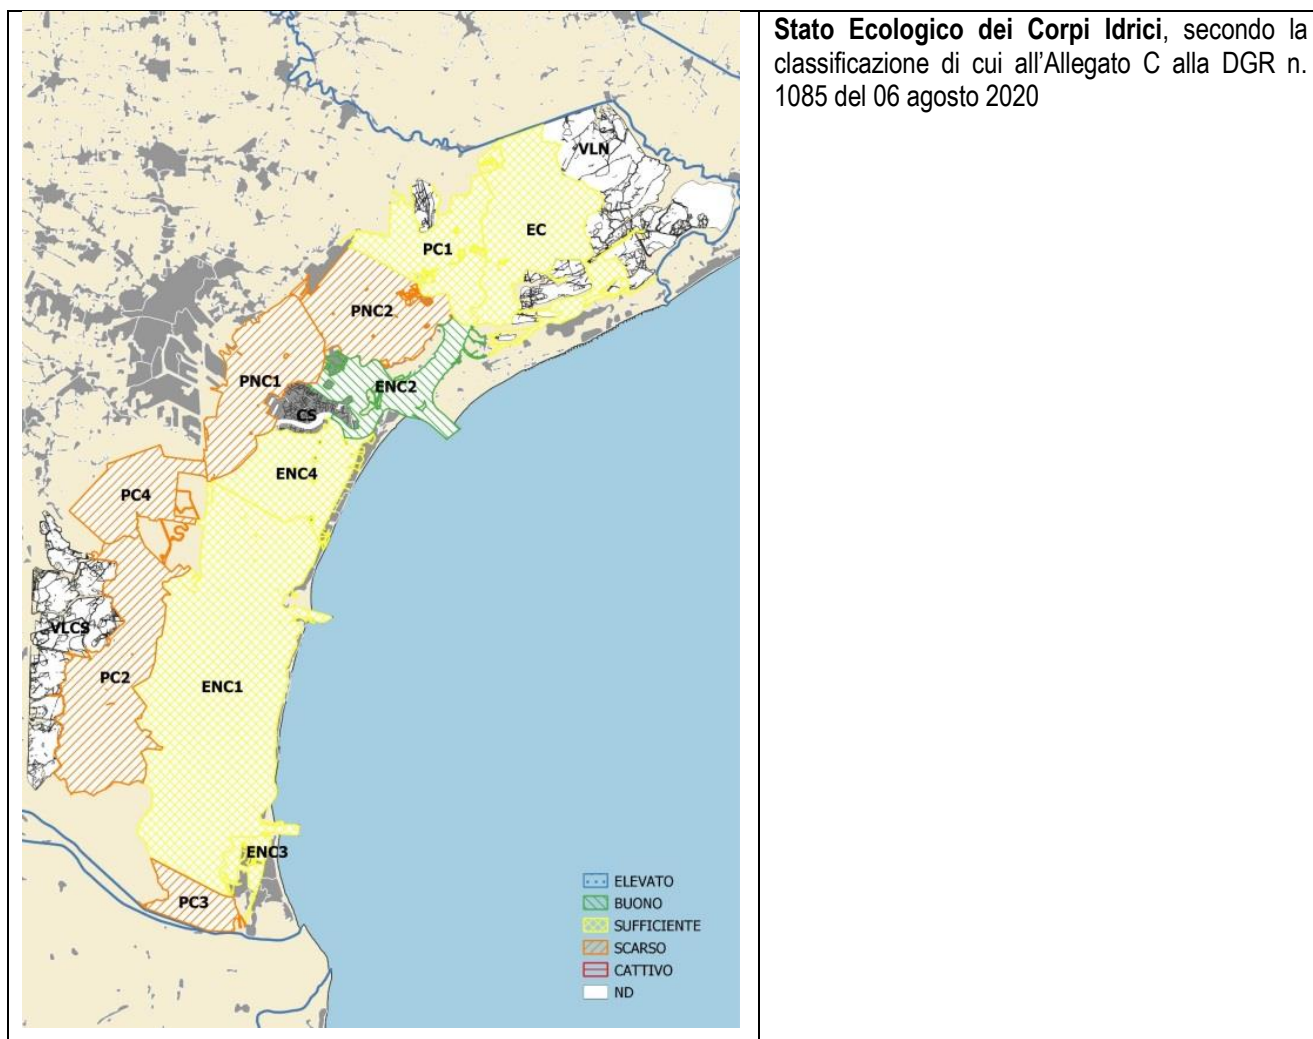 Stato Ecologico dei Corpi Idrici, secondo la
classificazione di cui all'Allegato C alla DGR n.
1085 del 06 agosto 2020
VLN
EC
PC1
PNC2
PNC1
ENC2
CS
ENC4
PC4
VLCS
PC2
ENC1
ENC3
PC3
ELEVATO
BUONO
SUFFICIENTE
SCARSO
CATTIVO
ND